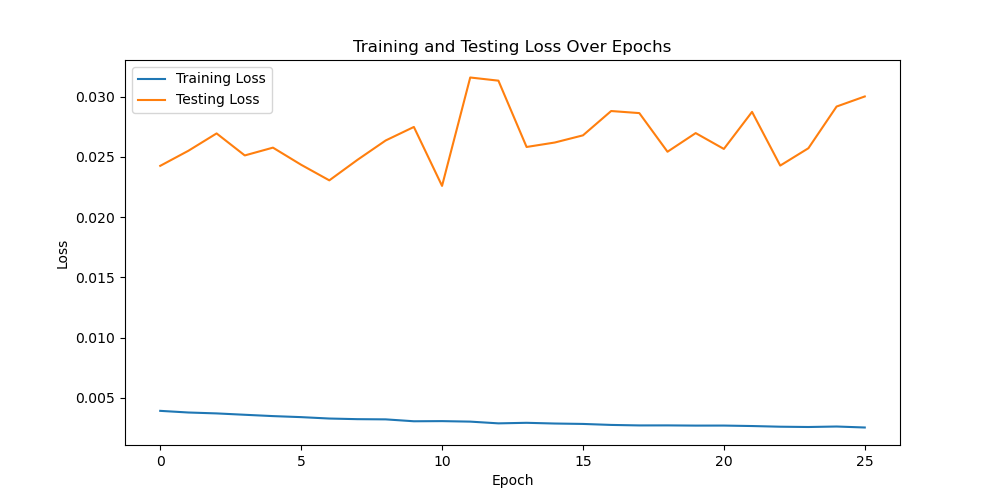 Training and Testing Loss Over Epochs
Training Loss
Testing Loss
0.030
0.025
0.020
0.015
0.010
0.005
Loss
0 5 10 15 20 25
Epoch